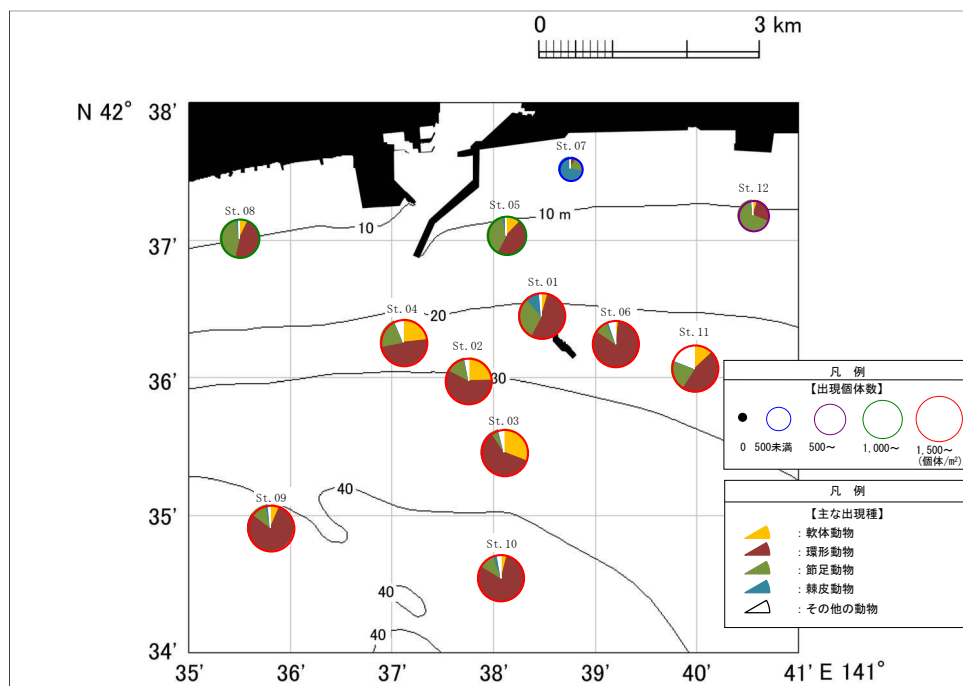 0 3 km
N 42° 38'
St.07
St.12
St.08
St.05
10 m
10
37'
St.01
20
St.04
St.06
St.02
St.11
36'
30
St.03
凡 例
【出現個体数】
0 500未満 500～ 1,000～ 1,500～
(個体/m²)
凡 例
【主な出現種】
：軟体動物
：環形動物
：節足動物
：棘皮動物
：その他の動物
40
St.09
35'
St.10
40
40
34'
35' 36' 37' 38' 39' 40' 41' E 141°